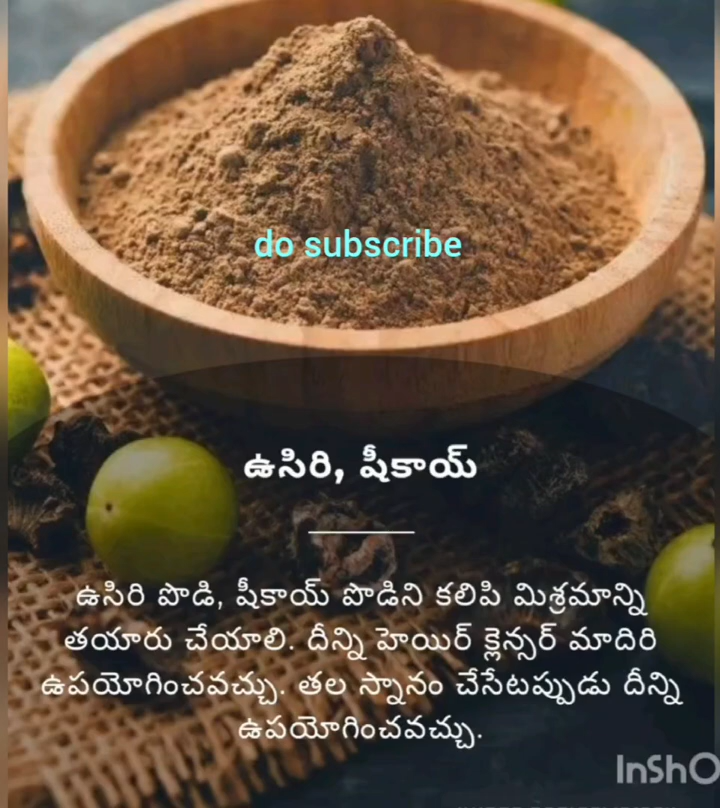 do subscribe
ఉసిరి, షీకాయ్
ఉసిరి పొడి, షీకాయ్ పొడిని కలిపి మిశ్రమాన్ని
తయారు చేయాలి. దీన్ని హెయిర్ క్లెన్సర్ మాదిరి
ఉపయోగించవచ్చు. తల స్నానం చేసేటప్పుడు దీన్ని
ఉపయోగించవచ్చు.
InShO